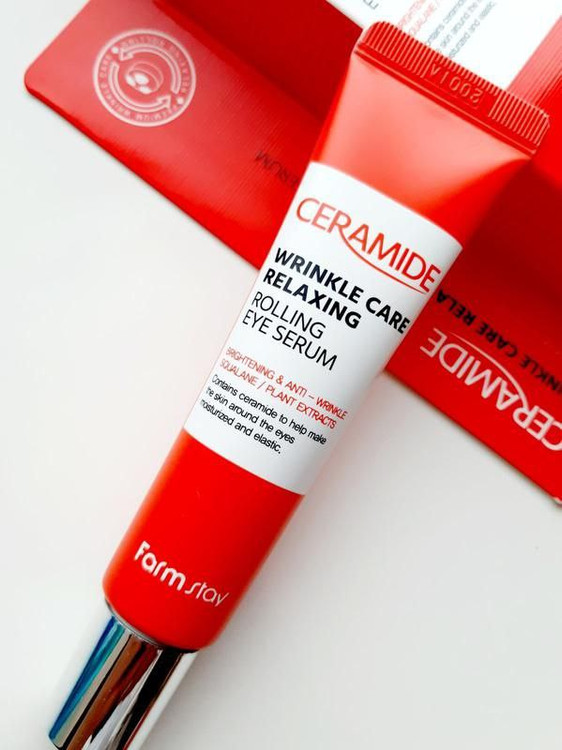 2001A
CERAMIDE
WRINKLE CARE
RELAXING
ROLLING
EYE SERUM
BRIGHTENING & ANTI - WRINKLE
SQUALANE / PLANT EXTRACTS
Contains ceramide to help make
the skin around the eyes
moisturized and elastic.
Farmstay
CERAMIDE
WRINKLE CARE RELA